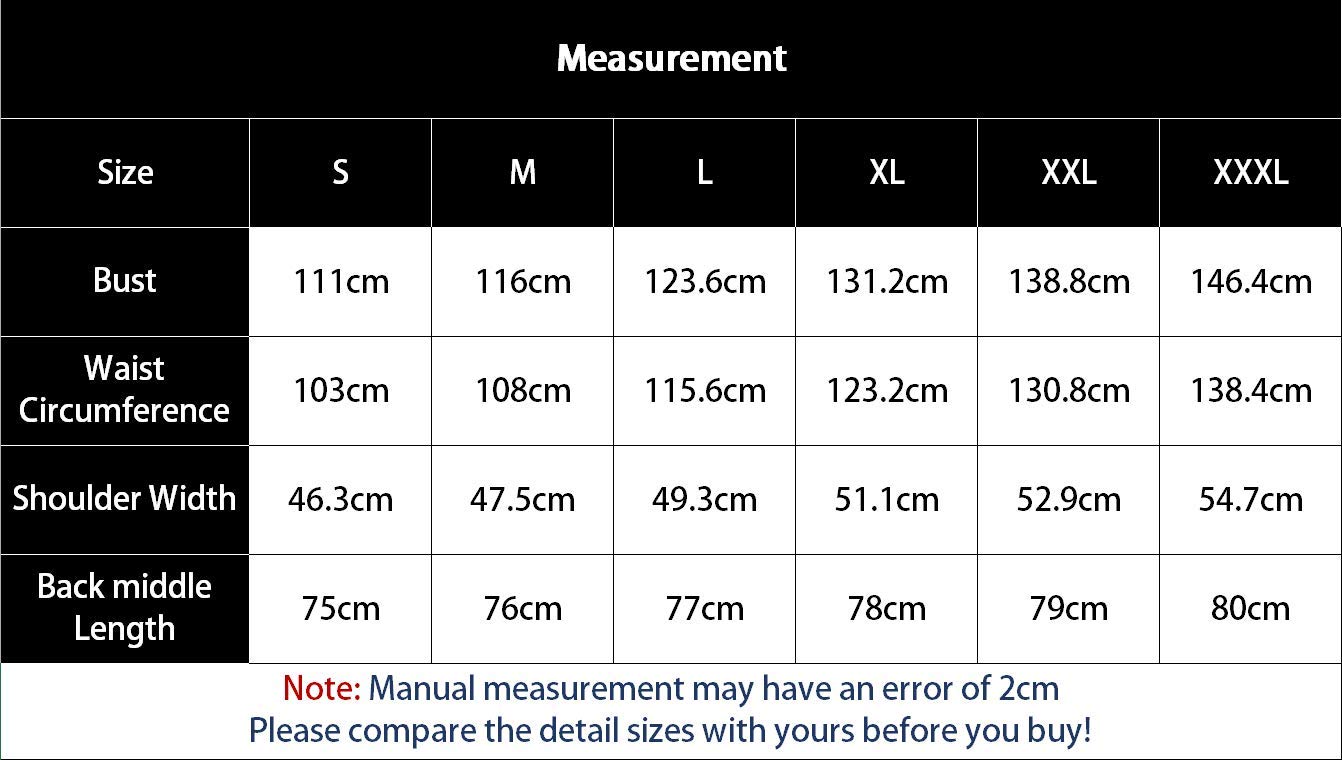 Measurement
Size S M L XL XXL XXXL
Bust 111cm 116cm 123.6cm 131.2cm 138.8cm 146.4cm
Waist
Circumference 103cm 108cm 115.6cm 123.2cm 130.8cm 138.4cm
Shoulder Width 46.3cm 47.5cm 49.3cm 51.1cm 52.9cm 54.7cm
Back middle
Length 75cm 76cm 77cm 78cm 79cm 80cm
Note: Manual measurement may have an error of 2cm
Please compare the detail sizes with yours before you buy!